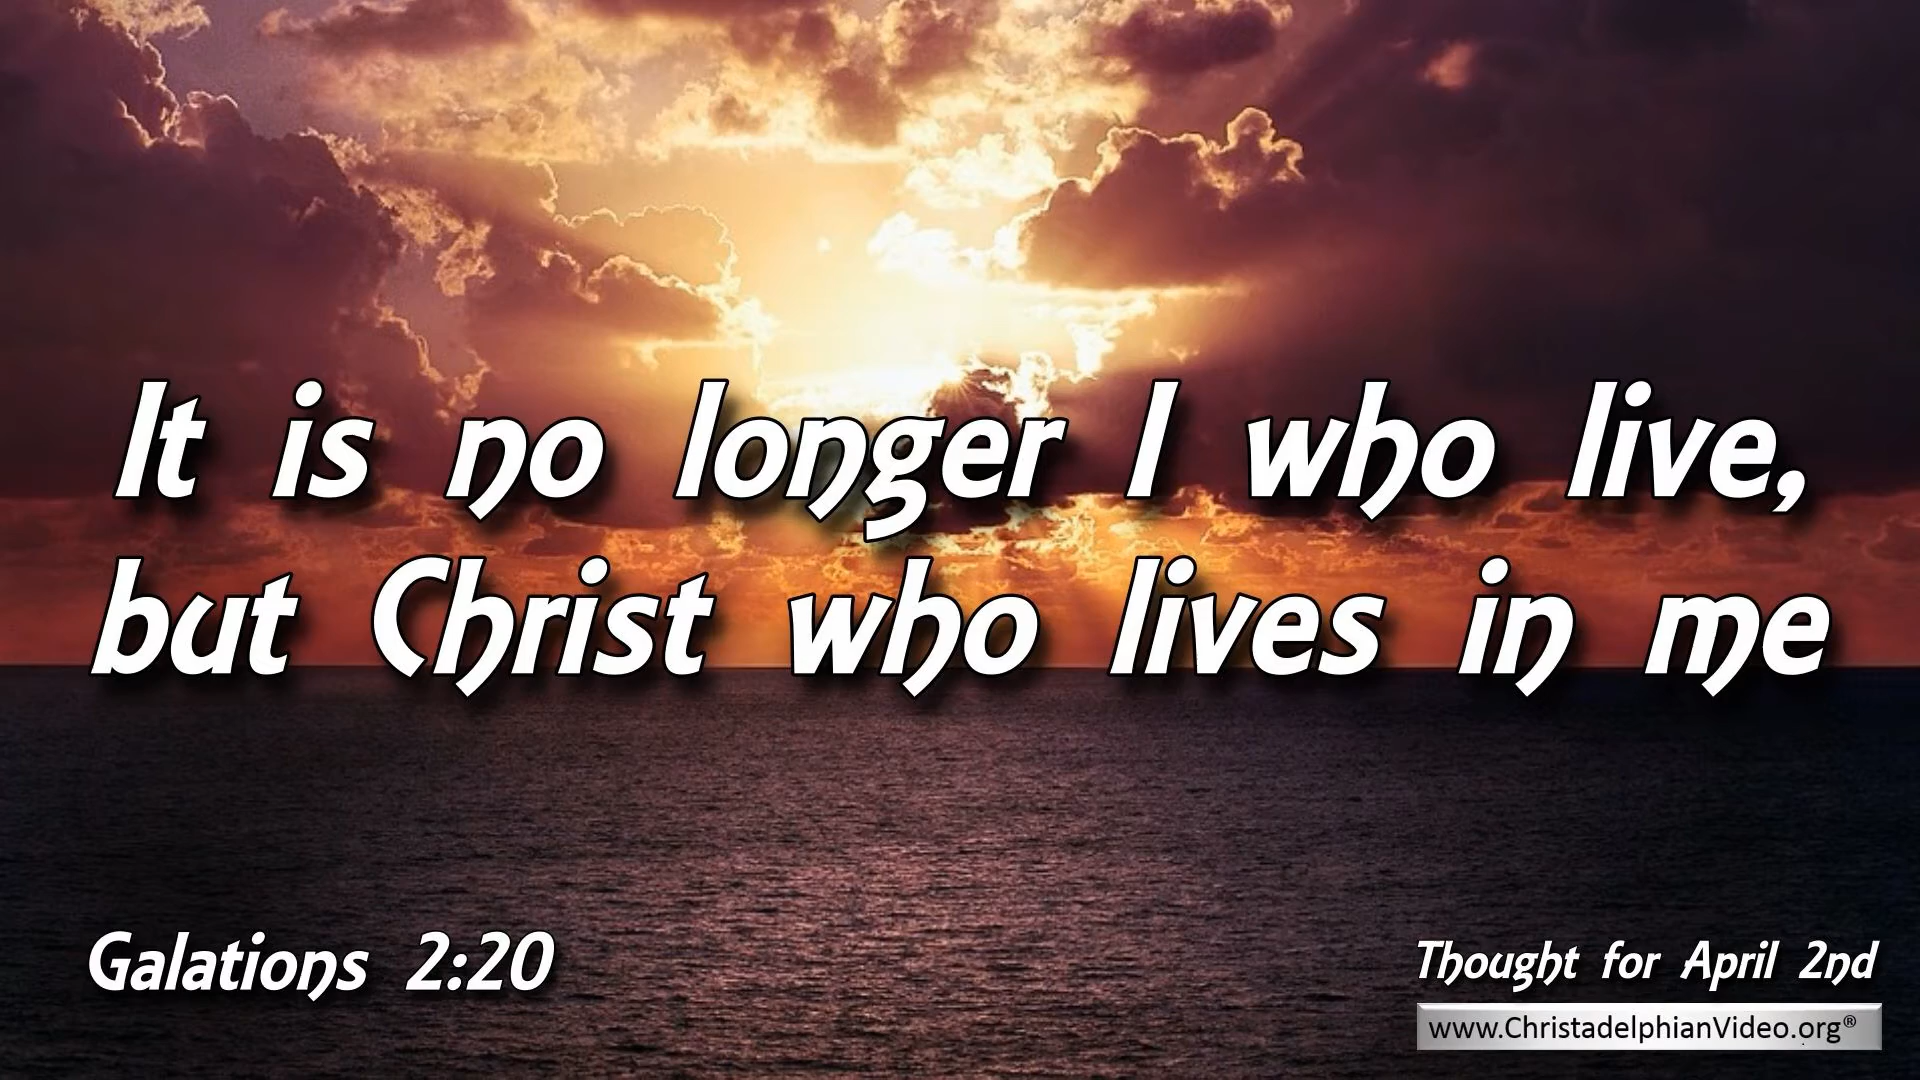 It is no longer I who live,
but Christ who lives in me
Galations 2:20
Thought for April 2nd
www.ChristadelphianVideo.org®